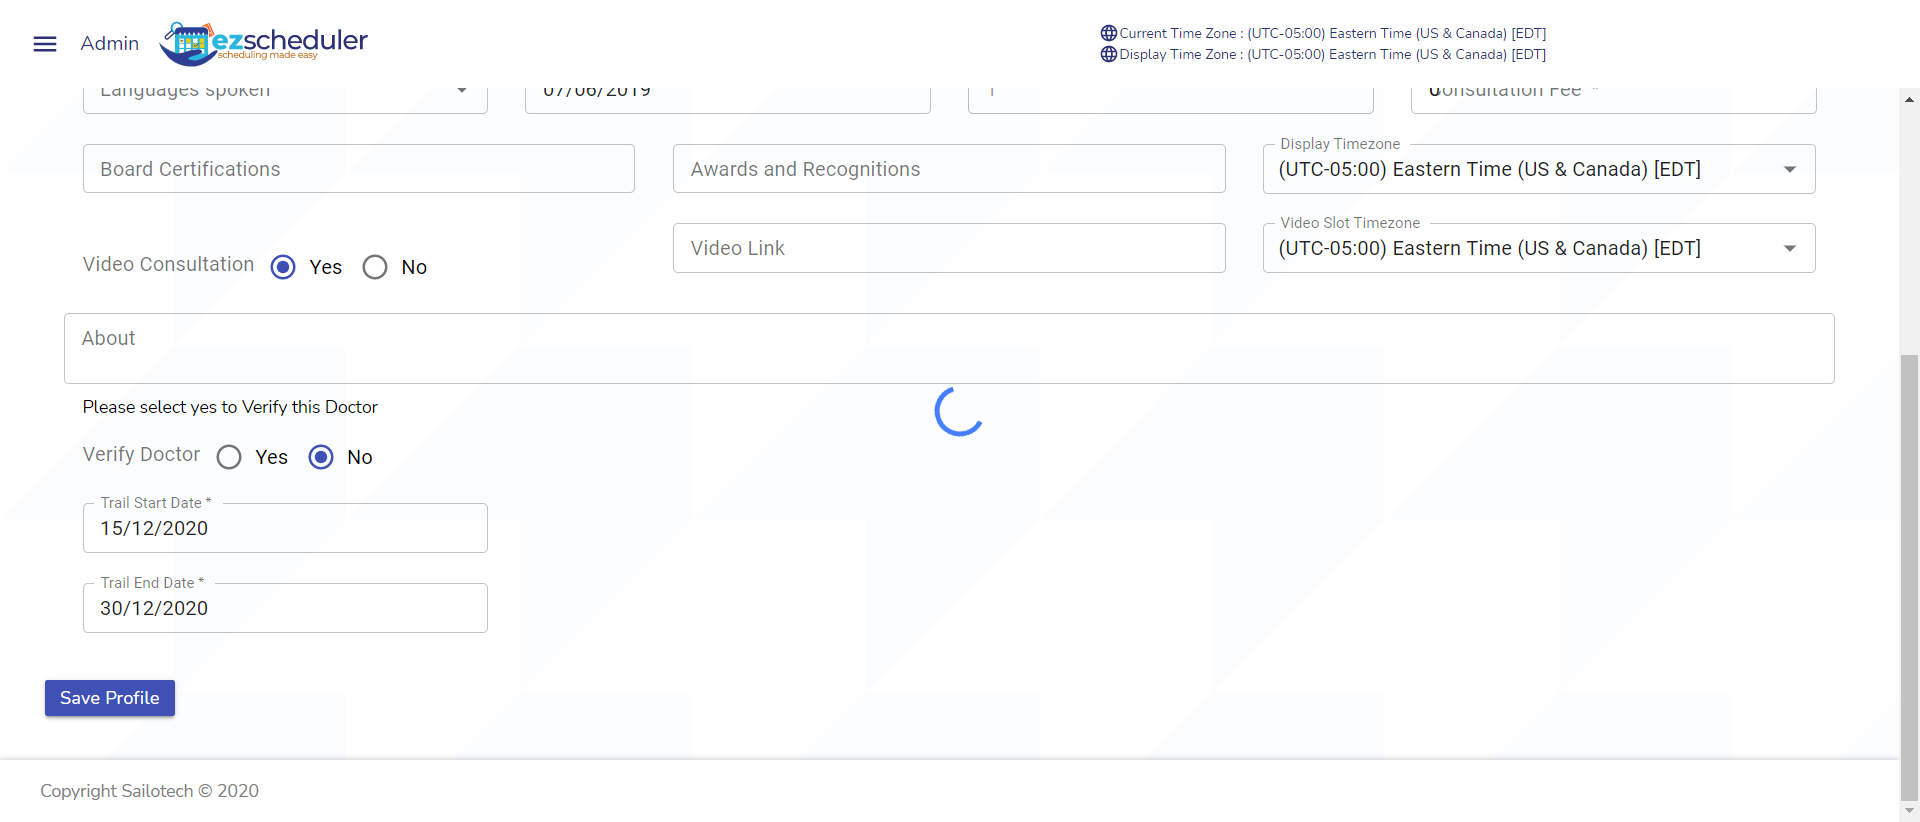 Admin
ezscheduler
scheduling made easy
Current Time Zone : (UTC-05:00) Eastern Time (US & Canada) [EDT]
Display Time Zone : (UTC-05:00) Eastern Time (US & Canada) [EDT]
Languages spoken
07/06/2019
Consultation Fee *
Board Certifications
Awards and Recognitions
Display Timezone
(UTC-05:00) Eastern Time (US & Canada) [EDT]
Video Consultation
Yes
No
Video Link
Video Slot Timezone
(UTC-05:00) Eastern Time (US & Canada) [EDT]
About
Please select yes to Verify this Doctor
Verify Doctor
Yes
No
Trail Start Date *
15/12/2020
Trail End Date *
30/12/2020
Save Profile
Copyright Sailotech © 2020